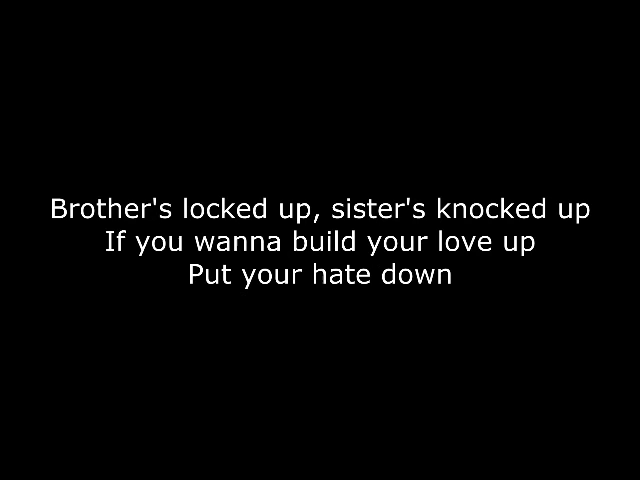 Brother's locked up, sister's knocked up
If you wanna build your love up
Put your hate down